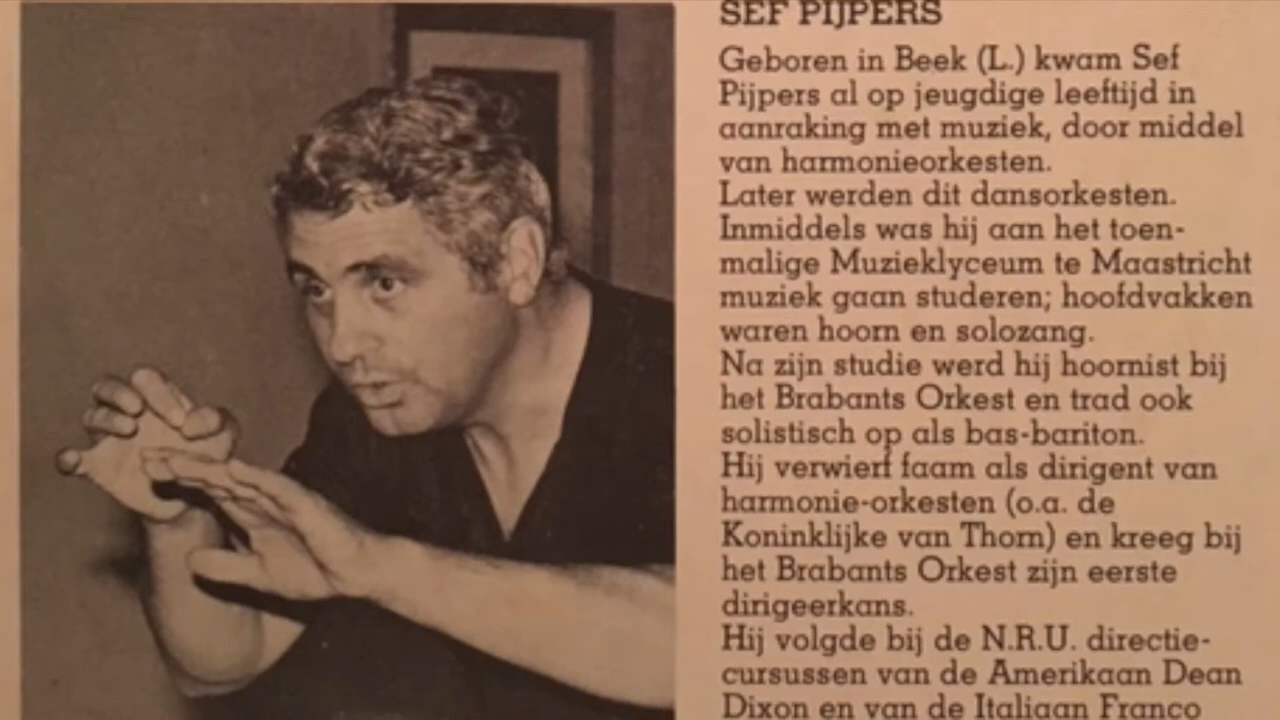 SEF PIJPERS
Geboren in Beek (L.) kwam Sef
Pijpers al op jeugdige leeftijd in
aanraking met muziek, door middel
van harmonieorkesten.
Later werden dit dansorkesten.
Inmiddels was hij aan het toen-
malige Muzieklyceum te Maastricht
muziek gaan studeren; hoofdvakken
waren hoorn en solozang.
Na zijn studie werd hij hoornist bij
het Brabants Orkest en trad ook
solistisch op als bas-bariton.
Hij verwierf faam als dirigent van
harmonie-orkesten (o.a. de
Koninklijke van Thorn) en kreeg bij
het Brabants Orkest zijn eerste
dirigeerkans.
Hij volgde bij de N.R.U. directie-
cursussen van de Amerikaan Dean
Dixon en van de Italiaan Franco